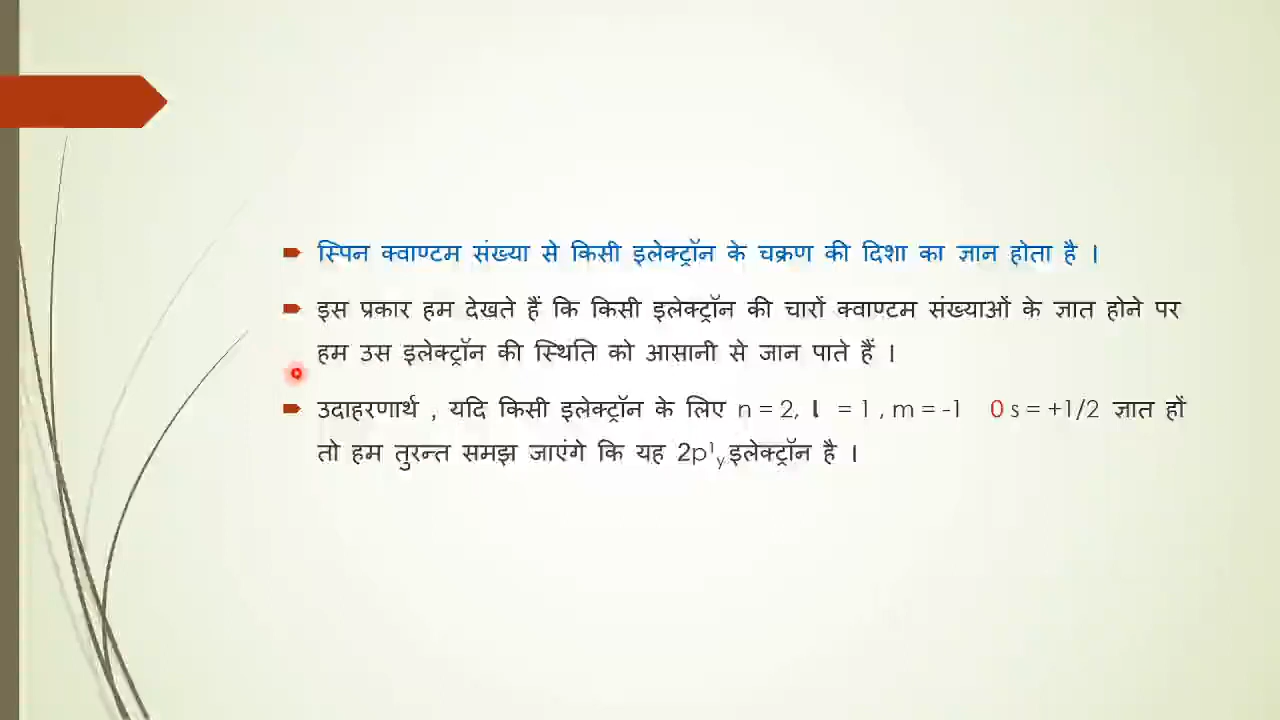 स्पिन क्वाण्टम संख्या से किसी इलेक्ट्रॉन के चक्रण की दिशा का ज्ञान होता है ।
इस प्रकार हम देखते हैं कि किसी इलेक्ट्रॉन की चारों क्वाण्टम संख्याओं के ज्ञात होने पर
हम उस इलेक्ट्रॉन की स्थिति को आसानी से जान पाते हैं ।
उदाहरणार्थ , यदि किसी इलेक्ट्रॉन के लिए n = 2, l = 1 , m = -1 0 s = +1/2 ज्ञात हों
तो हम तुरन्त समझ जाएंगे कि यह 2p¹y इलेक्ट्रॉन है ।